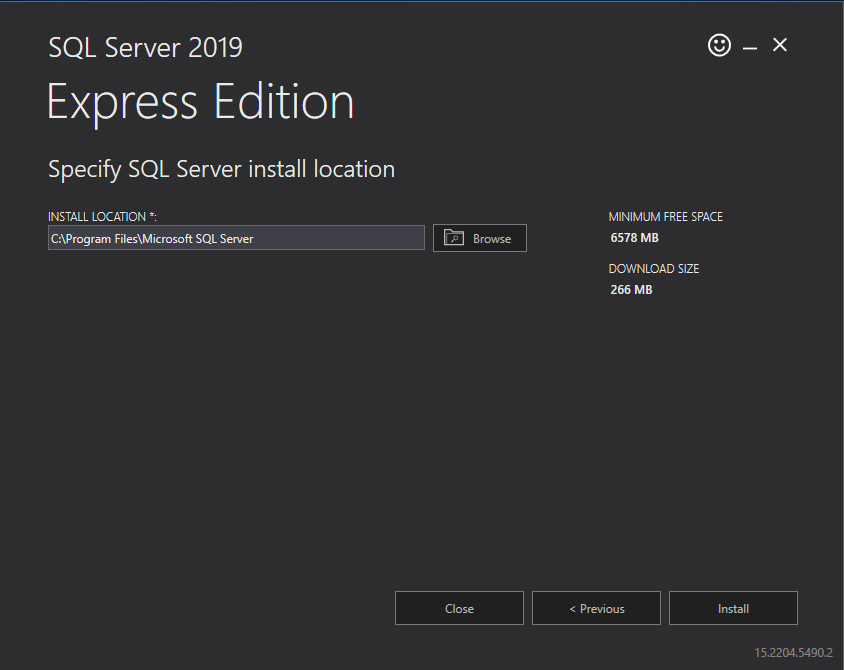 SQL Server 2019
Express Edition
Specify SQL Server install location
INSTALL LOCATION *:
C:\Program Files\Microsoft SQL Server
Browse
MINIMUM FREE SPACE
6578 MB
DOWNLOAD SIZE
266 MB
Close
< Previous
Install
15.2204.5490.2